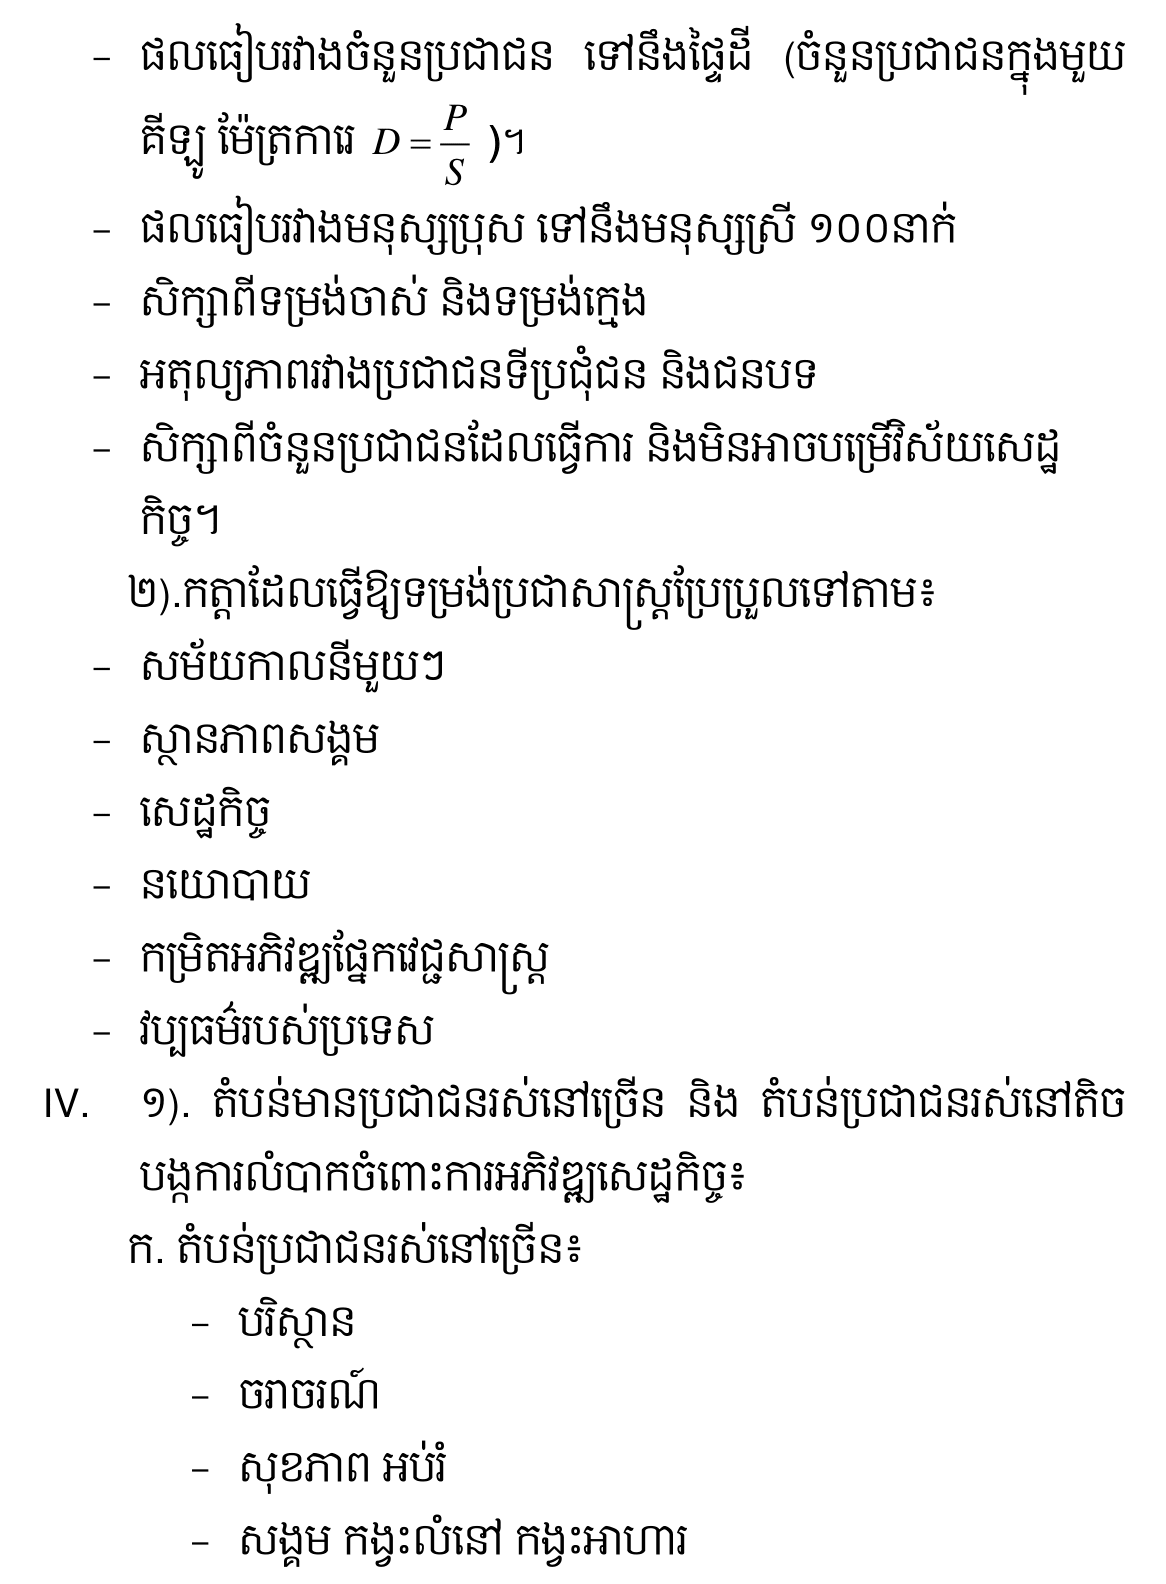 – ផលធៀបរវាងចំនួនប្រជាជន ទៅនឹងផ្ទៃដី (ចំនួនប្រជាជនក្នុងមួយ
គីឡូ ម៉ែត្រការេ D = P/S )។
– ផលធៀបរវាងមនុស្សប្រុស ទៅនឹងមនុស្សស្រី ១០០នាក់
– សិក្សាពីទម្រង់ចាស់ និងទម្រង់ក្មេង
– អតុល្យភាពរវាងប្រជាជនទីប្រជុំជន និងជនបទ
– សិក្សាពីចំនួនប្រជាជនដែលធ្វើការ និងមិនអាចបម្រើវិស័យសេដ្ឋ
កិច្ច។
២).កត្តាដែលធ្វើឱ្យទម្រង់ប្រជាសាស្ត្រប្រែប្រួលទៅតាម៖
– សម័យកាលនីមួយៗ
– ស្ថានភាពសង្គម
– សេដ្ឋកិច្ច
– នយោបាយ
– កម្រិតអភិវឌ្ឍផ្នែកវេជ្ជសាស្ត្រ
– វប្បធម៌របស់ប្រទេស
IV. ១). តំបន់មានប្រជាជនរស់នៅច្រើន និង តំបន់ប្រជាជនរស់នៅតិច
បង្កការលំបាកចំពោះការអភិវឌ្ឍសេដ្ឋកិច្ច៖
ក. តំបន់ប្រជាជនរស់នៅច្រើន៖
– បរិស្ថាន
– ចរាចរណ៍
– សុខភាព អប់រំ
– សង្គម កង្វះលំនៅ កង្វះអាហារ